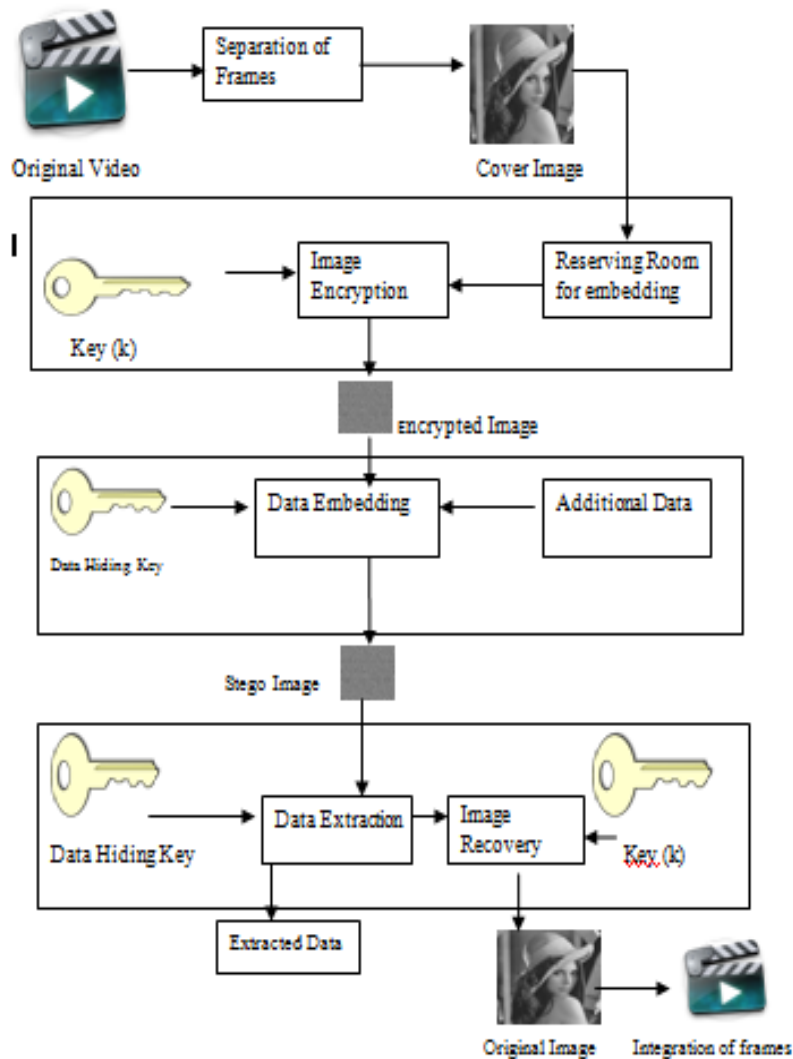 Separation of
Frames
Original Video
Cover Image
I
Image
Encryption
Reserving Room
for embedding
Key (k)
Encrypted Image
Data Embedding
Additional Data
Data Hiding Key
Stego Image
Data Extraction
Image
Recovery
Data Hiding Key
Key (k)
Extracted Data
Original Image
Integration of frames